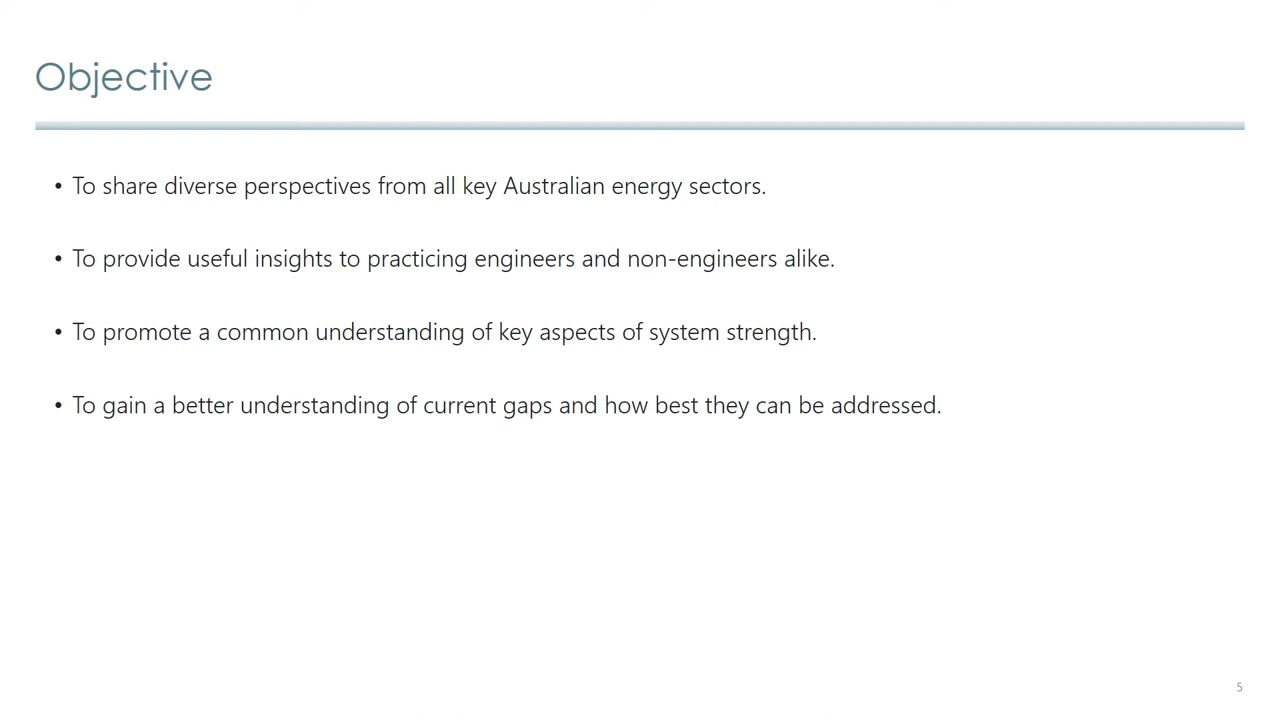 Objective
• To share diverse perspectives from all key Australian energy sectors.
• To provide useful insights to practicing engineers and non-engineers alike.
• To promote a common understanding of key aspects of system strength.
• To gain a better understanding of current gaps and how best they can be addressed.
5